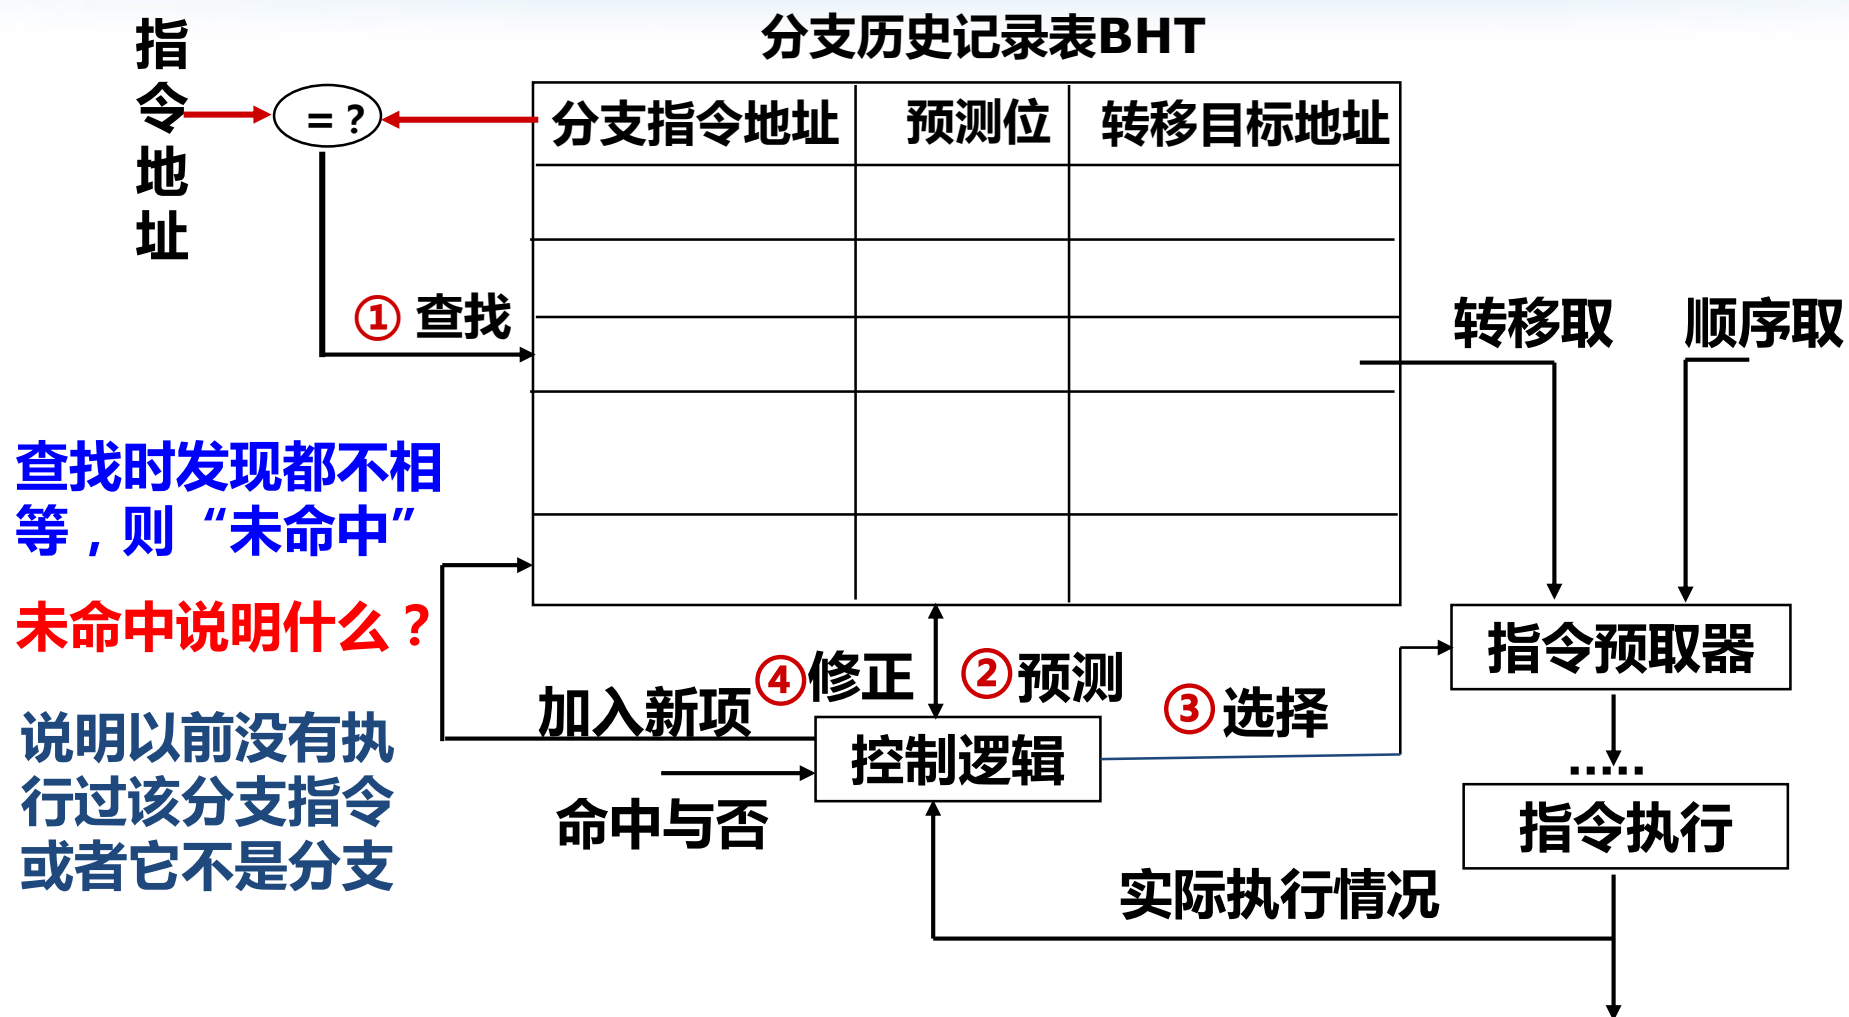 分支历史记录表BHT
指
令
地
址
= ?
分支指令地址
预测位
转移目标地址
① 查找
转移取
顺序取
查找时发现都不相
等，则“未命中”
未命中说明什么？
说明以前没有执
行过该分支指令
或者它不是分支
加入新项
④修正
②预测
③选择
指令预取器
控制逻辑
命中与否
……
指令执行
实际执行情况